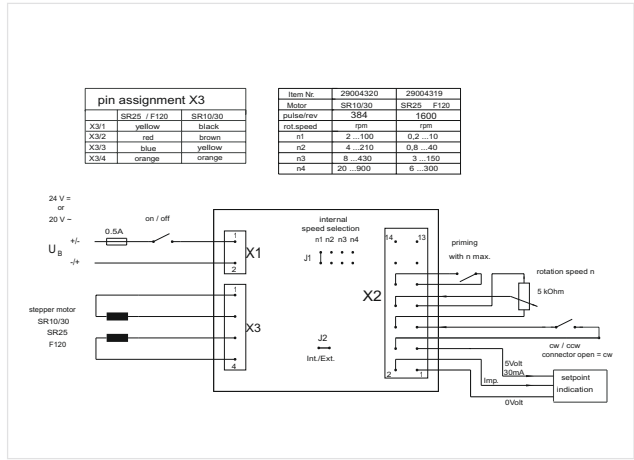 pin assignment X3
SR25 / F120 SR10/30
X3/1 yellow black
X3/2 red brown
X3/3 blue yellow
X3/4 orange orange
Item Nr. 29004320 29004319
Motor SR10/30 SR25 F120
pulse/rev 384 1600
rot.speed rpm rpm
n1 2 ...100 0,2 ...10
n2 4 ...210 0,8 ...40
n3 8 ...430 3 ...150
n4 20 ...900 6 ...300
24 V =
or
20 V ~
U B
+/-
-/+
0.5A
on / off
1
2
X1
internal
speed selection
n1 n2 n3 n4
J1
14
13
X2
priming
with n max.
rotation speed n
5 kOhm
stepper motor
SR10/30
SR25
F120
1
4
X3
J2
Int./Ext.
2
1
cw / ccw
connector open = cw
5Volt
30mA
Imp.
0Volt
setpoint
indication